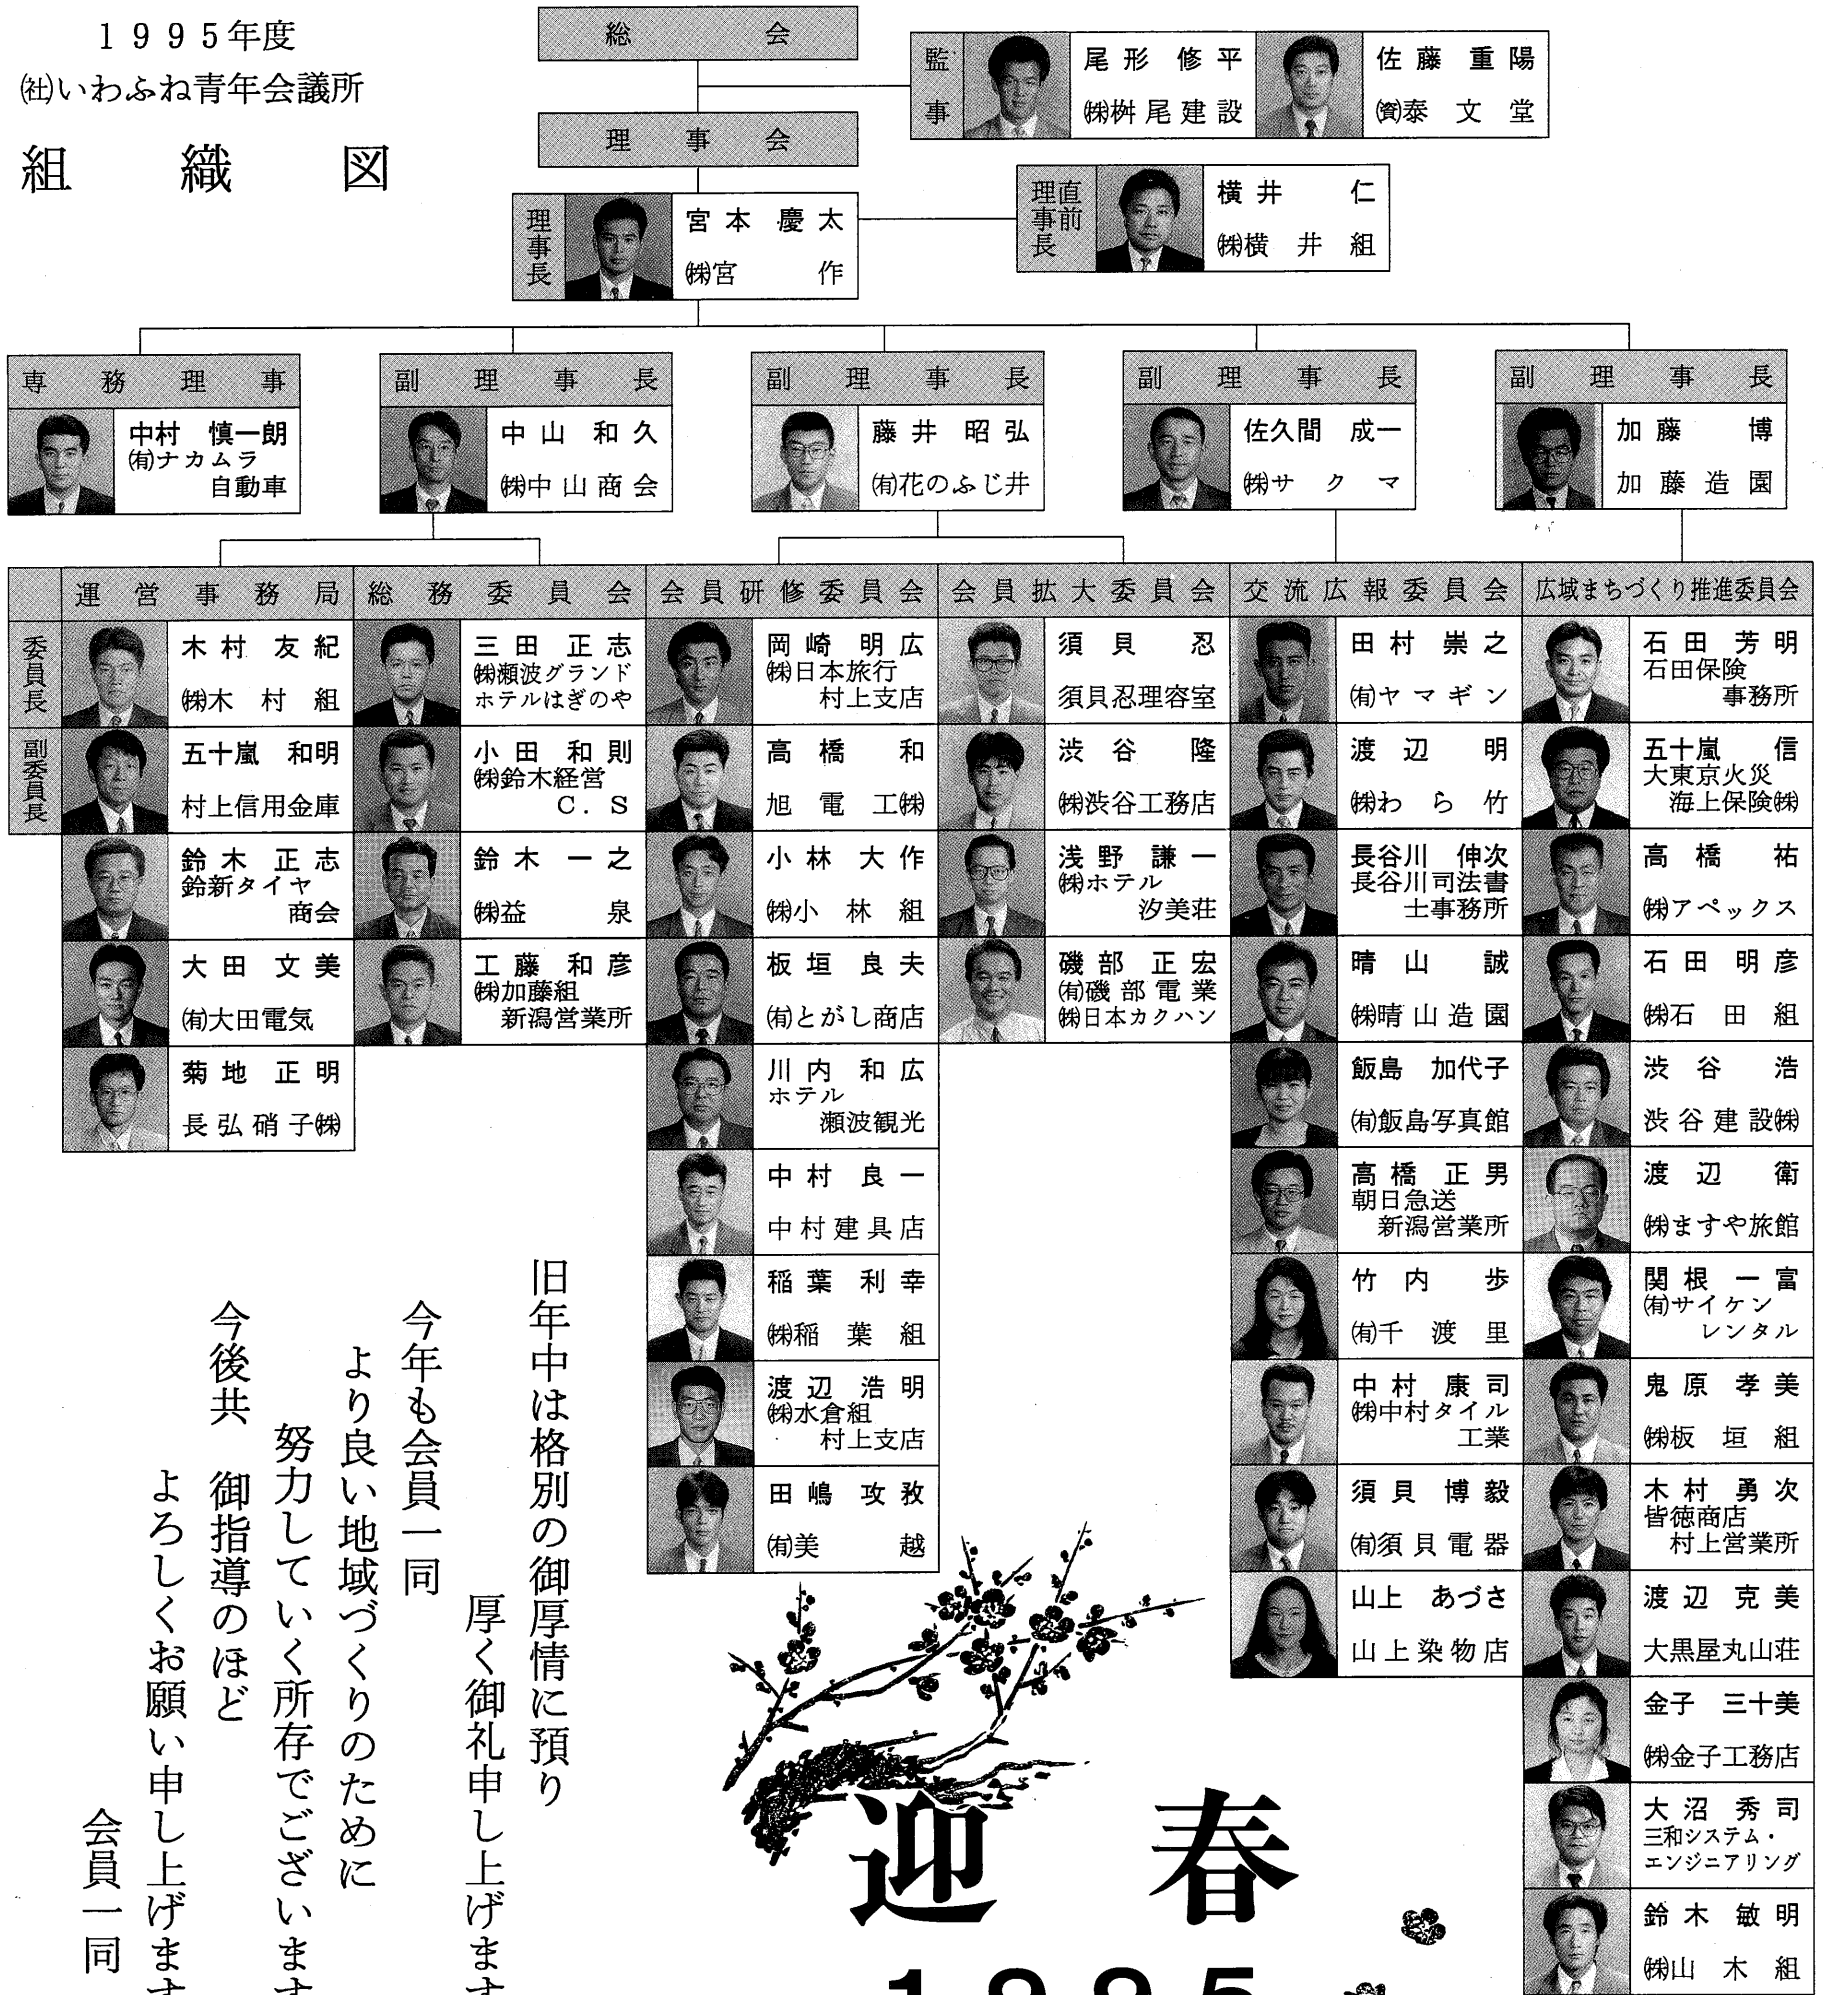 1995年度
㈳いわふね青年会議所
組織図
総会
監事
尾形 修平
㈱桝尾建設
佐藤 重陽
㈾泰文堂
理事会
理事長
宮本 慶太
㈱宮作
直前理事長
横井 仁
㈱横井組
専務理事
中村 慎一朗
㈲ナカムラ
自動車
副理事長
中山 和久
㈱中山商会
副理事長
藤井 昭弘
㈲花のふじ井
副理事長
佐久間 成一
㈱サクマ
副理事長
加藤 博
加藤造園
委員長
副委員長
運営事務局
木村 友紀
㈱木村組
五十嵐 和明
村上信用金庫
鈴木 正志
鈴新タイヤ
商会
大田 文美
㈲大田電気
菊地 正明
長弘硝子㈱
総務委員会
三田 正志
㈱瀬波グランド
ホテルはぎのや
小田 和則
㈱鈴木経営
C.S
鈴木 一之
㈱益泉
工藤 和彦
㈱加藤組
新潟営業所
会員研修委員会
岡崎 明広
㈱日本旅行
村上支店
高橋 和
旭電工㈱
小林 大作
㈱小林組
板垣 良夫
㈲とがし商店
川内 和広
ホテル
瀬波観光
中村 良一
中村建具店
稲葉 利幸
㈱稲葉組
渡辺 浩明
㈱水倉組
村上支店
田嶋 攻敄
㈲美越
会員拡大委員会
須貝 忍
須貝忍理容室
渋谷 隆
㈱渋谷工務店
浅野 謙一
㈱ホテル
汐美荘
磯部 正宏
㈲磯部電業
㈱日本カクハン
交流広報委員会
田村 崇之
㈲ヤマギン
渡辺 明
㈱わら竹
長谷川 伸次
長谷川司法書
士事務所
晴山 誠
㈱晴山造園
飯島 加代子
㈲飯島写真館
高橋 正男
朝日急送
新潟営業所
竹内 歩
㈲千渡里
中村 康司
㈱中村タイル
工業
須貝 博毅
㈲須貝電器
山上 あづさ
山上染物店
広域まちづくり推進委員会
石田 芳明
石田保険
事務所
五十嵐 信
大東京火災
海上保険㈱
高橋 祐
㈱アペックス
石田 明彦
㈱石田組
渋谷 浩
渋谷建設㈱
渡辺 衛
㈱ますや旅館
関根 一富
㈲サイケン
レンタル
鬼原 孝美
㈱板垣組
木村 勇次
皆徳商店
村上営業所
渡辺 克美
大黒屋丸山荘
金子 三十美
㈱金子工務店
大沼 秀司
三和システム・
エンジニアリング
鈴木 敏明
㈱山木組
旧年中は格別の御厚情に預り
厚く御礼申し上げます
今年も会員一同
より良い地域づくりのために
努力していく所存でございます
今後共 御指導のほど
よろしくお願い申し上げます
会員一同
迎春
1995